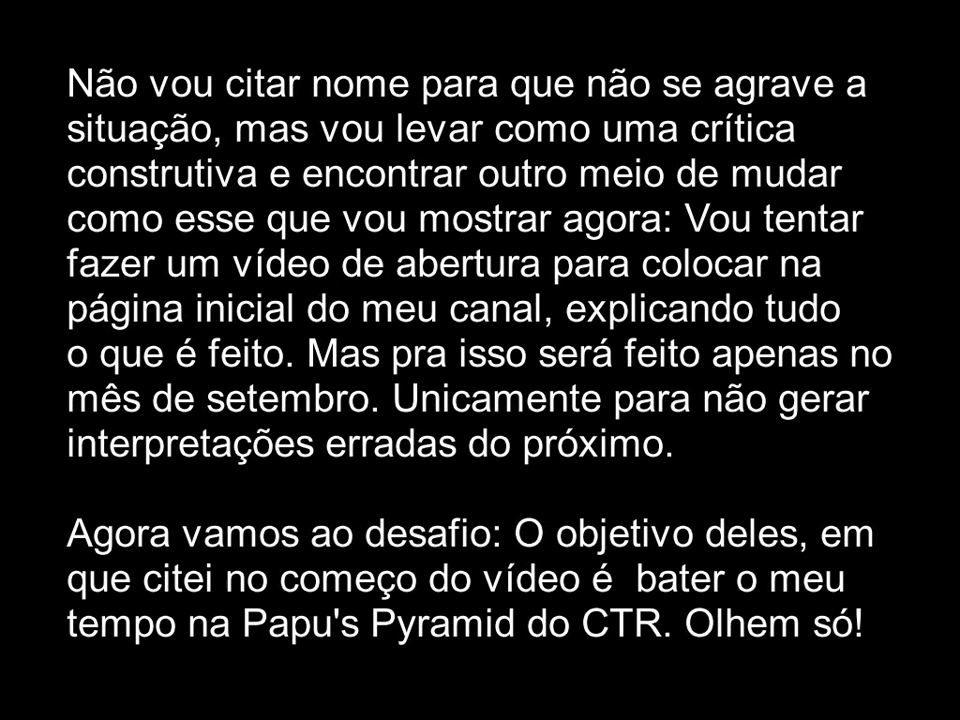 Não vou citar nome para que não se agrave a
situação, mas vou levar como uma crítica
construtiva e encontrar outro meio de mudar
como esse que vou mostrar agora: Vou tentar
fazer um vídeo de abertura para colocar na
página inicial do meu canal, explicando tudo
o que é feito. Mas pra isso será feito apenas no
mês de setembro. Unicamente para não gerar
interpretações erradas do próximo.

Agora vamos ao desafio: O objetivo deles, em
que citei no começo do vídeo é  bater o meu
tempo na Papu's Pyramid do CTR. Olhem só!